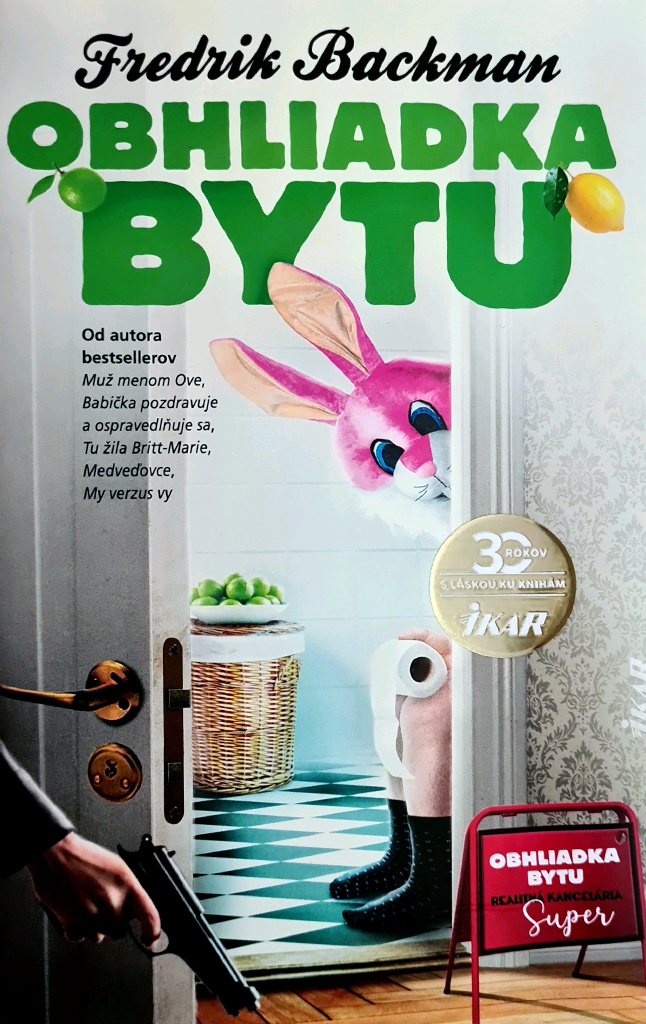 Fredrik Backman
OBHLIADKA
BYTU
Od autora
bestsellerov
Muž menom Ove,
Babička pozdravuje
a ospravedlňuje sa,
Tu žila Britt-Marie,
Medveďovce,
My verzus vy
30 ROKOV
S LÁSKOU KU KNIHÁM
IKAR
IKAR
OBHLIADKA
BYTU
REALITNÁ KANCELÁRIA
Super